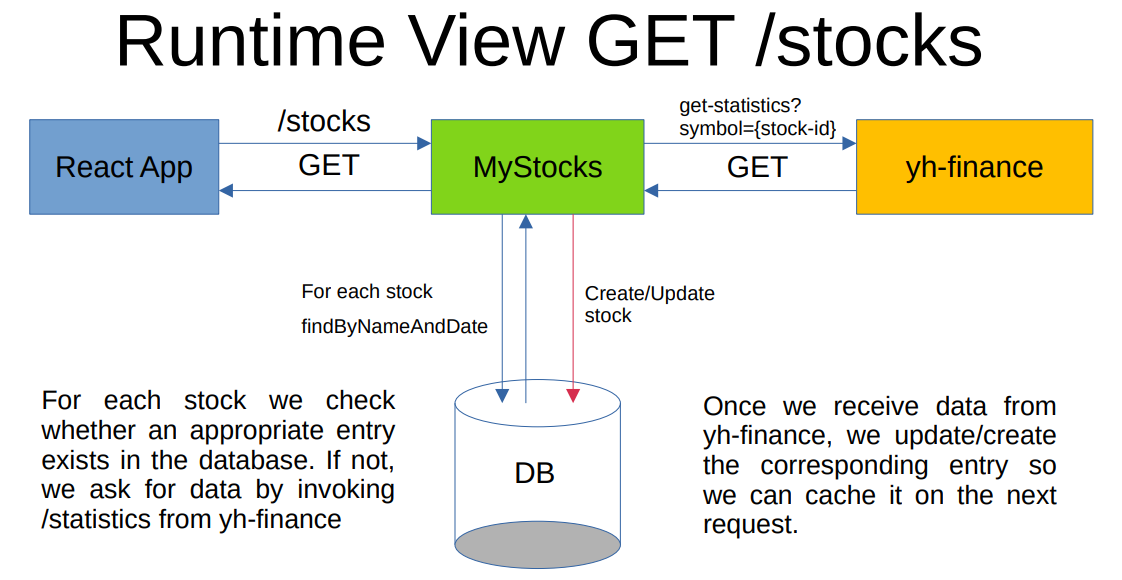 Runtime View GET /stocks
/stocks
GET
get-statistics?
symbol={stock-id}
GET
React App
MyStocks
yh-finance
For each stock
findByNameAndDate
Create/Update
stock
DB
For each stock we check
whether an appropriate entry
exists in the database. If not,
we ask for data by invoking
/statistics from yh-finance
Once we receive data from
yh-finance, we update/create
the corresponding entry so
we can cache it on the next
request.